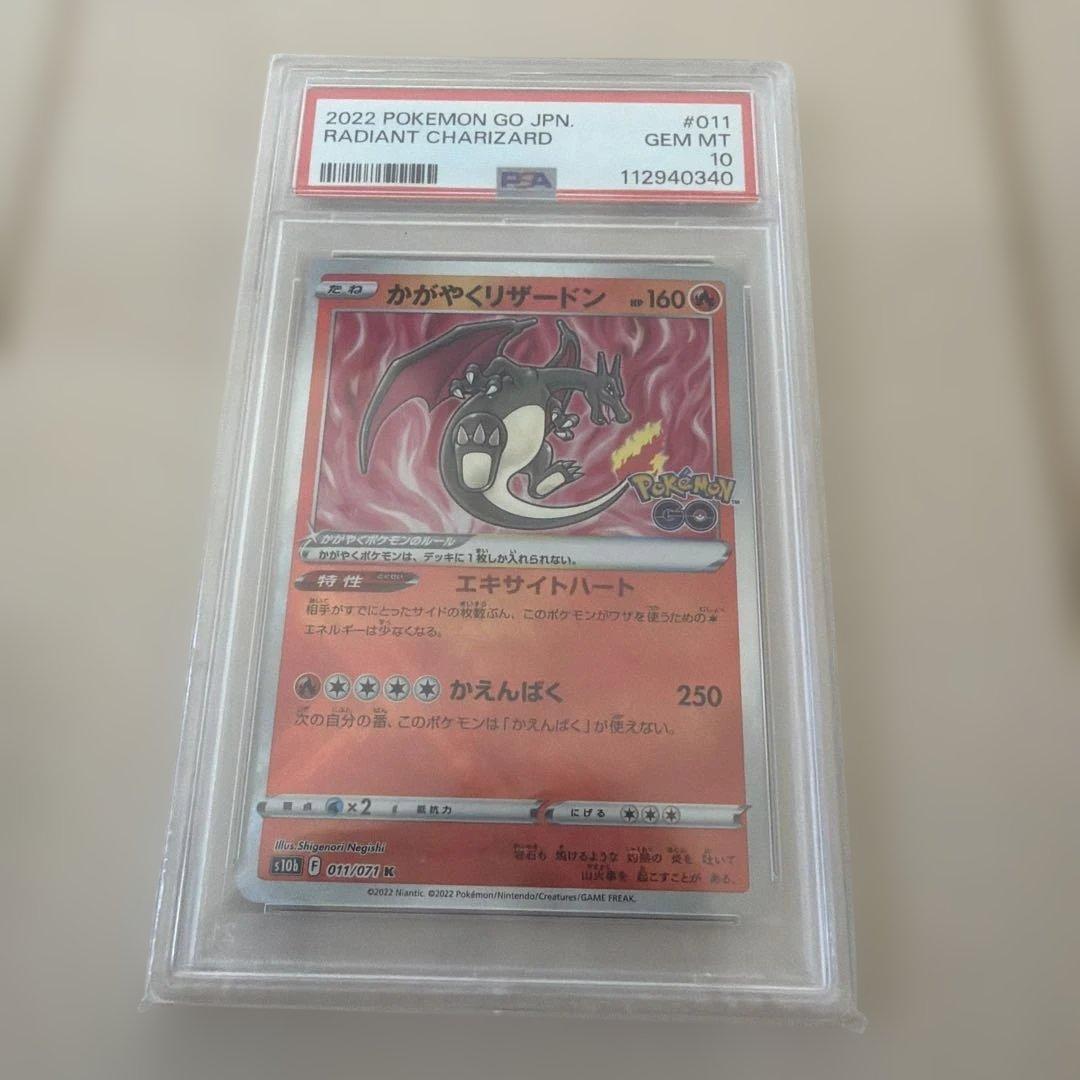 2022 POKEMON GO JPN. #011
RADIANT CHARIZARD GEM MT
10
PSA 112940340
たね かがやくリザードン HP160
Pokémon GO
かがやくポケモンのルール
かがやくポケモンは、デッキに1枚しか入れられない。
特性 エキサイトハート
相手がすでにとったサイドの枚数ぶん、このポケモンがワザを使うための
エネルギーは少なくなる。
かえんばく 250
次の自分の番、このポケモンは「かえんばく」が使えない。
弱点 ×2 抵抗力 にげる
Illus. Shigenori Negishi
岩石も 焼けるような 灼熱の 炎を 吐いて
山火事を 起こすことが ある。
s10b F 011/071 K
©2022 Niantic. ©2022 Pokémon/Nintendo/Creatures/GAME FREAK.